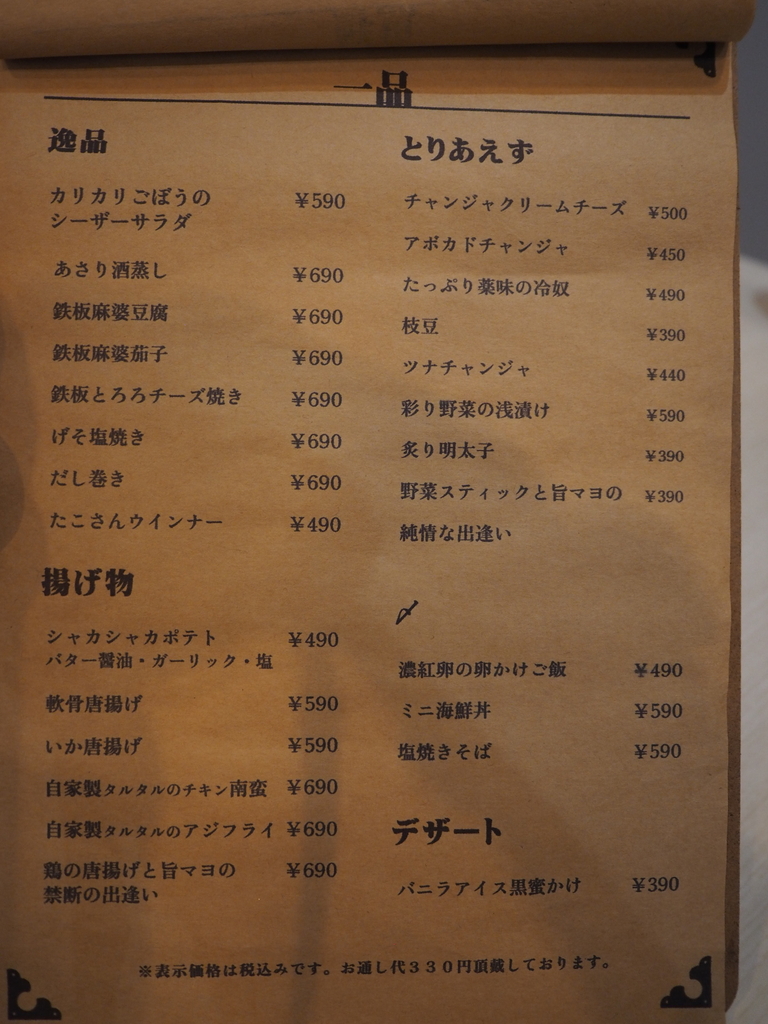 一品
逸品
カリカリごぼうの ¥590
シーザーサラダ
あさり酒蒸し ¥690
鉄板麻婆豆腐 ¥690
鉄板麻婆茄子 ¥690
鉄板とろろチーズ焼き ¥690
げそ塩焼き ¥690
だし巻き ¥690
たこさんウインナー ¥490
揚げ物
シャカシャカポテト ¥490
バター醤油・ガーリック・塩
軟骨唐揚げ ¥590
いか唐揚げ ¥590
自家製タルタルのチキン南蛮 ¥690
自家製タルタルのアジフライ ¥690
鶏の唐揚げと旨マヨの ¥690
禁断の出逢い
とりあえず
チャンジャクリームチーズ ¥500
アボカドチャンジャ ¥450
たっぷり薬味の冷奴 ¥490
枝豆 ¥390
ツナチャンジャ ¥440
彩り野菜の浅漬け ¥590
炙り明太子 ¥390
野菜スティックと旨マヨの ¥390
純情な出逢い
〆
濃紅卵の卵かけご飯 ¥490
ミニ海鮮丼 ¥590
塩焼きそば ¥590
デザート
バニラアイス黒蜜かけ ¥390
※表示価格は税込みです。お通し代３３０円頂戴しております。